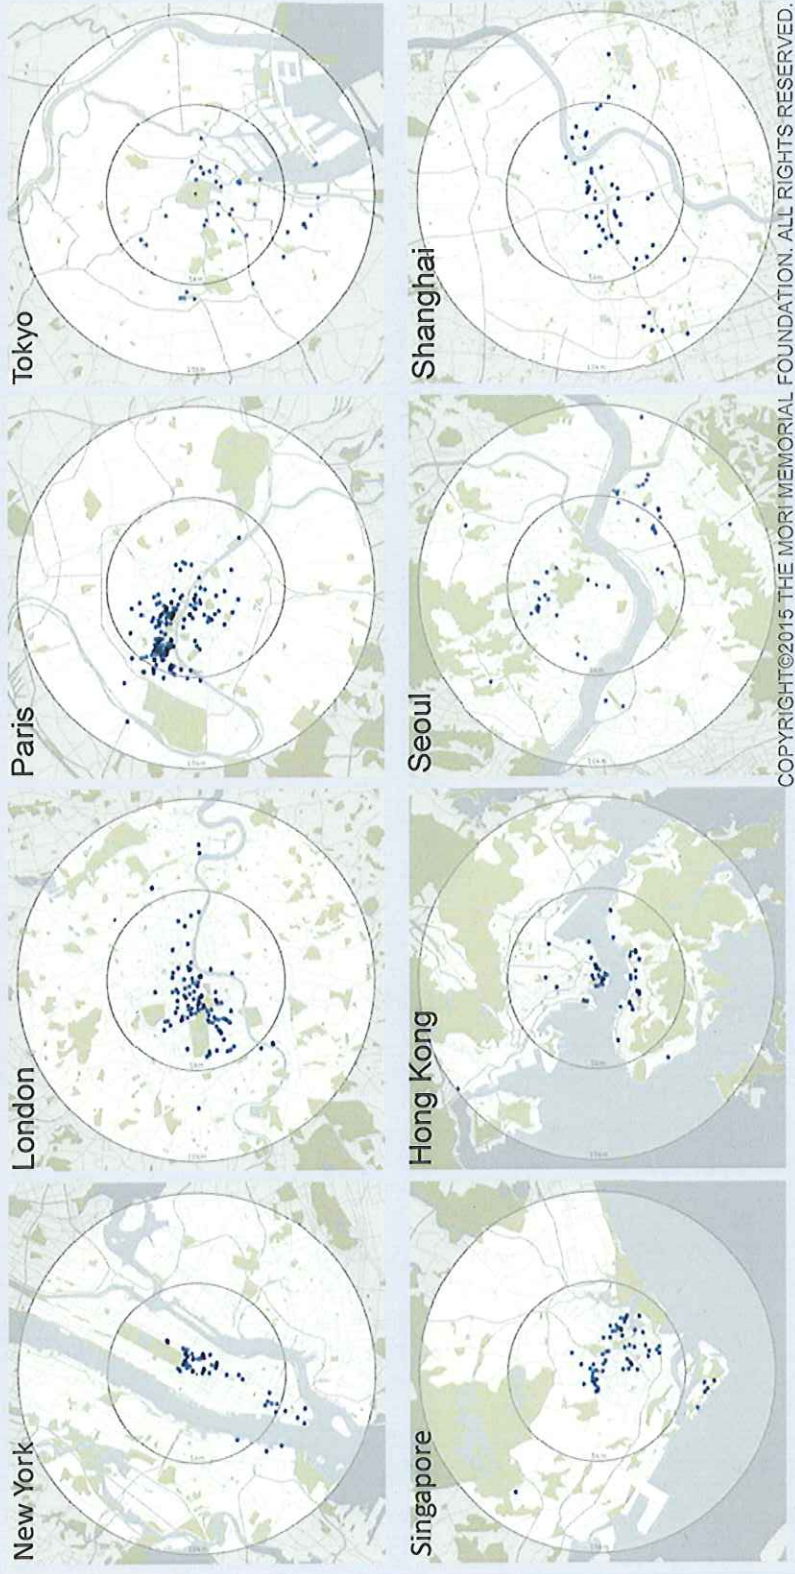 New York
London
Paris
Tokyo
Singapore
Hong Kong
Seoul
Shanghai
COPYRIGHT©2015 THE MORI MEMORIAL FOUNDATION. ALL RIGHTS RESERVED.